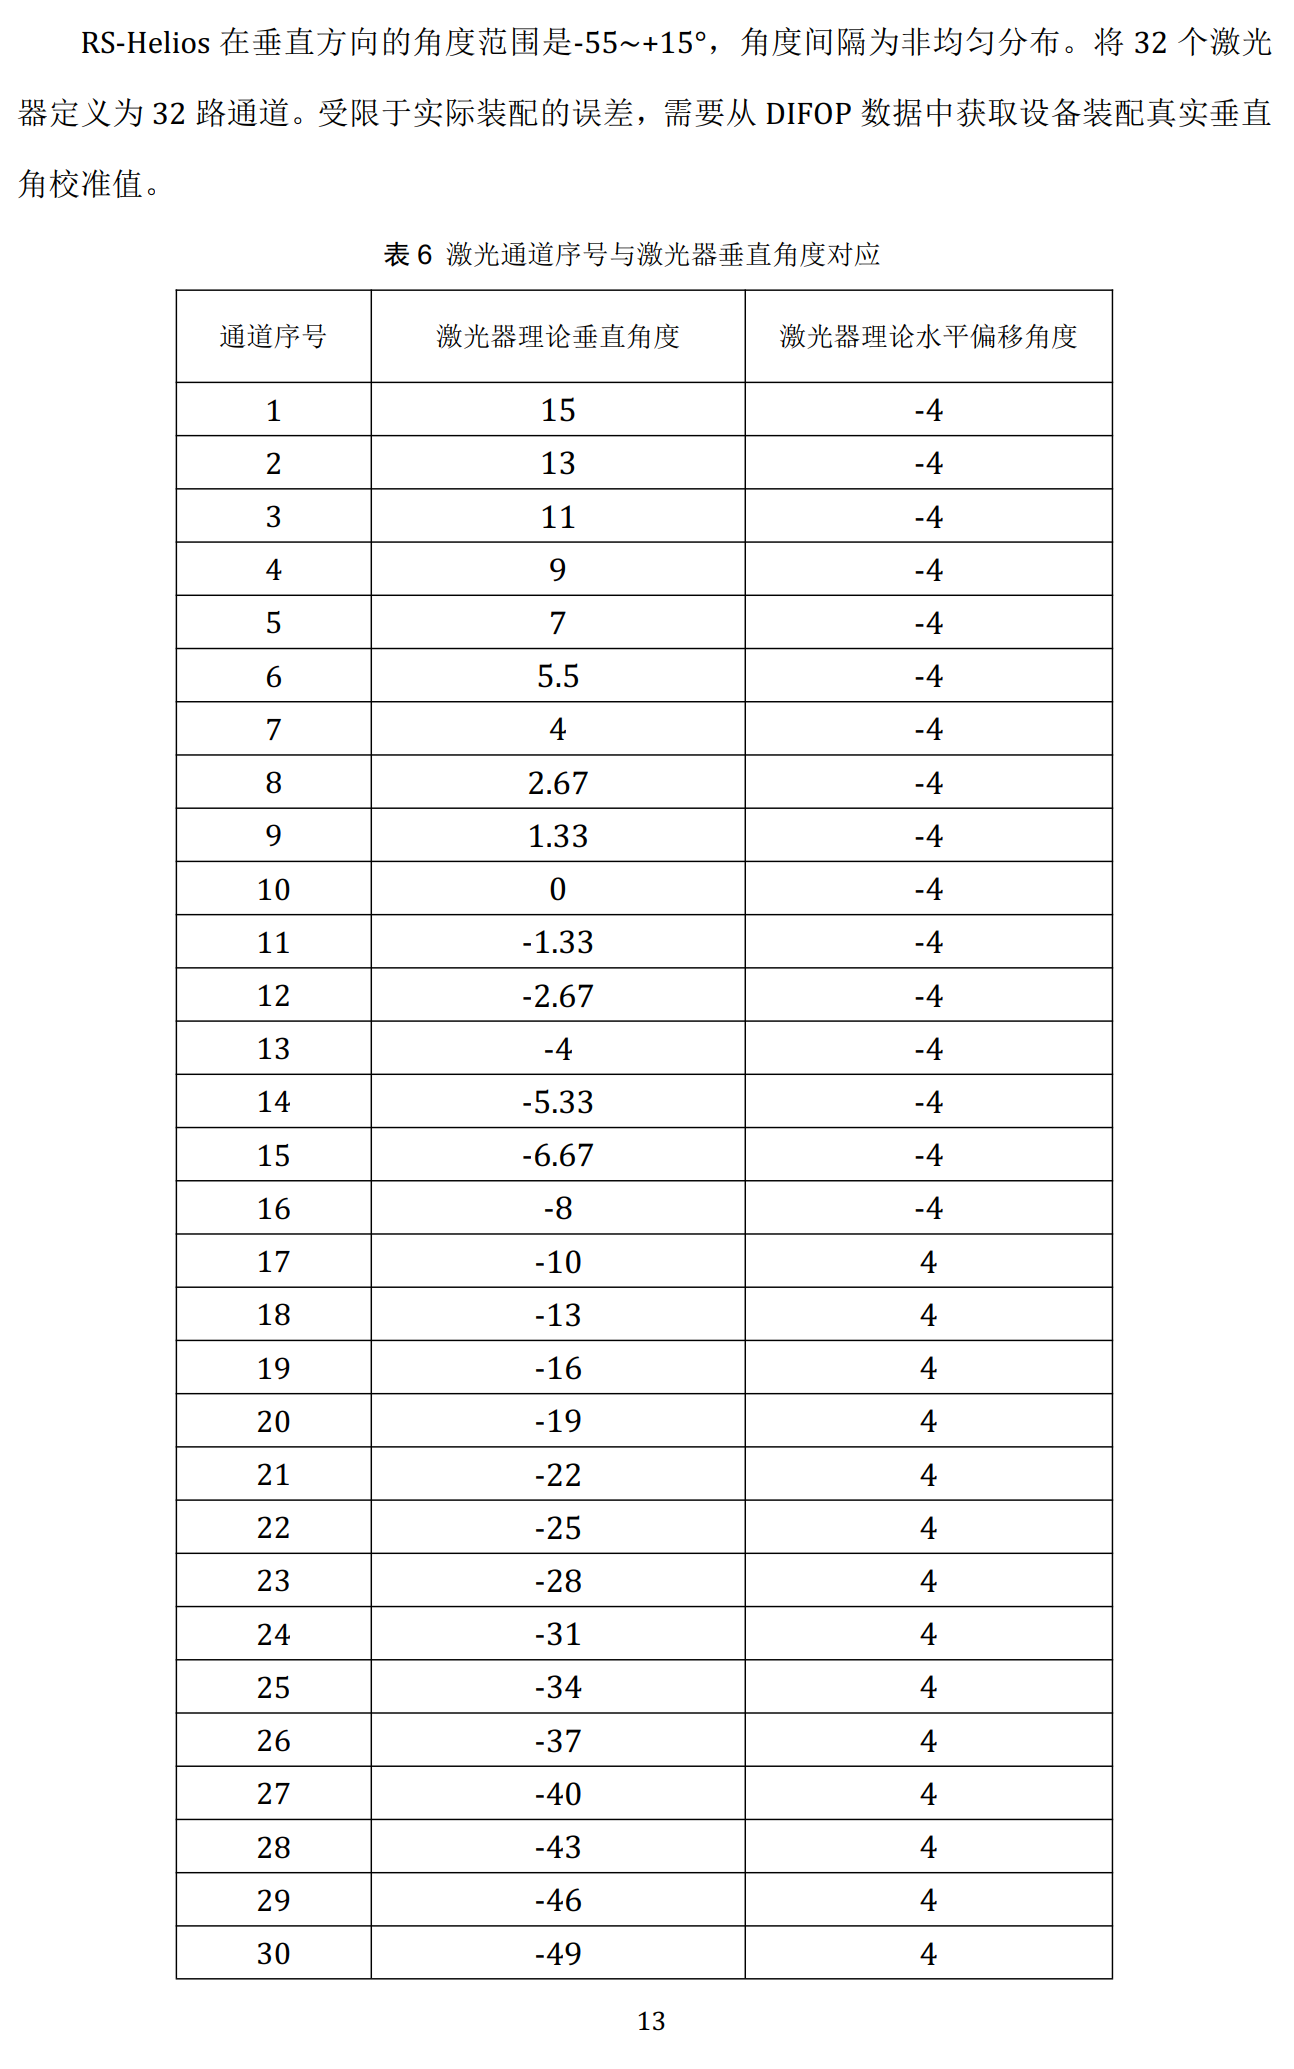 RS-Helios 在垂直方向的角度范围是-55~+15°，角度间隔为非均匀分布。将 32 个激光
器定义为 32 路通道。受限于实际装配的误差，需要从 DIFOP 数据中获取设备装配真实垂直
角校准值。
表 6 激光通道序号与激光器垂直角度对应
通道序号 激光器理论垂直角度 激光器理论水平偏移角度
1 15 -4
2 13 -4
3 11 -4
4 9 -4
5 7 -4
6 5.5 -4
7 4 -4
8 2.67 -4
9 1.33 -4
10 0 -4
11 -1.33 -4
12 -2.67 -4
13 -4 -4
14 -5.33 -4
15 -6.67 -4
16 -8 -4
17 -10 4
18 -13 4
19 -16 4
20 -19 4
21 -22 4
22 -25 4
23 -28 4
24 -31 4
25 -34 4
26 -37 4
27 -40 4
28 -43 4
29 -46 4
30 -49 4
13